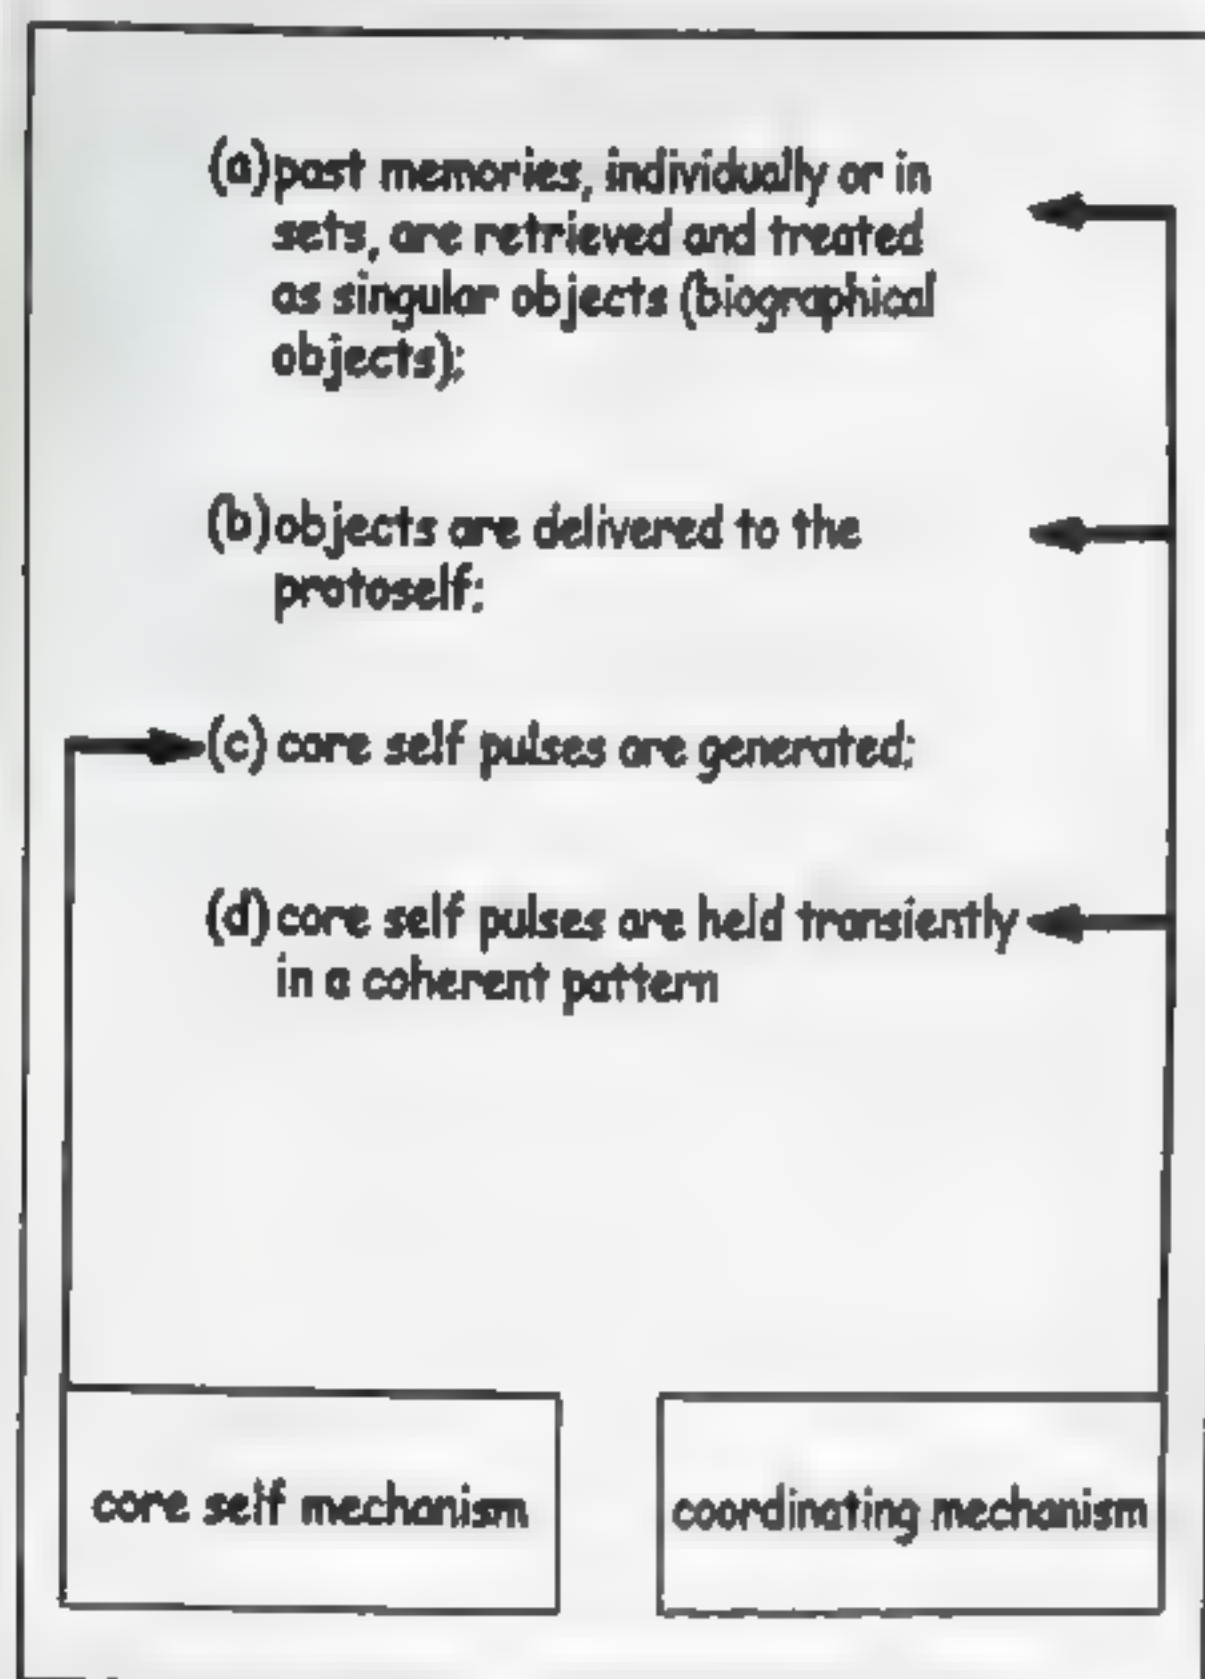 (a) past memories, individually or in
sets, are retrieved and treated
as singular objects (biographical
objects);
(b) objects are delivered to the
protoself;
(c) core self pulses are generated;
(d) core self pulses are held transiently
in a coherent pattern
core self mechanism
coordinating mechanism